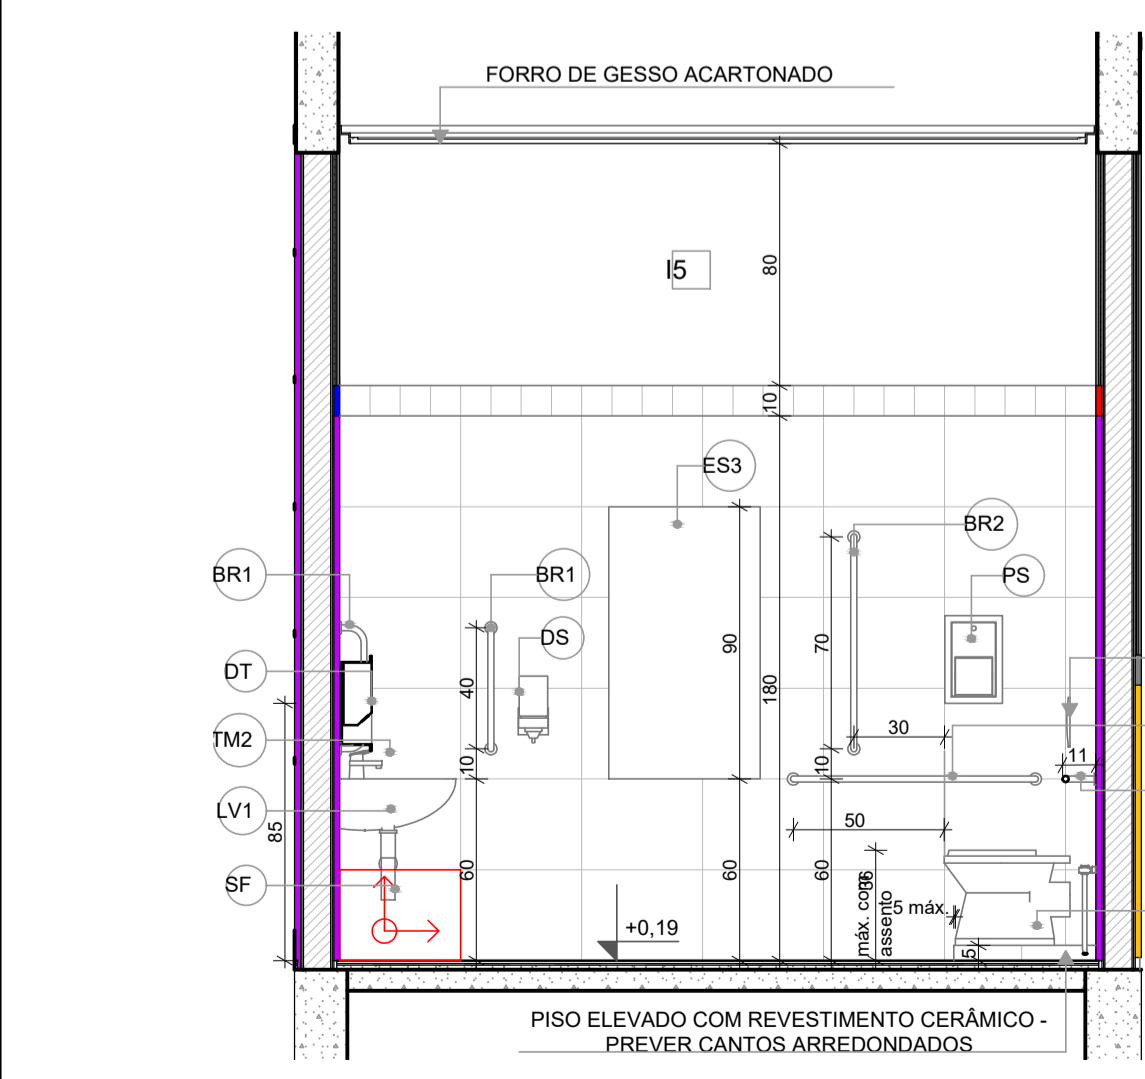 FORRO DE GESSO ACARTONADO
I5
80
10
ES3
BR2
BR1
BR1
PS
DS
DT
40
90
70
180
TM2
30
10
10
11
LV1
85
50
SF
60
60
60
36
máx. com
assento
5 máx.
5
+0,19
PISO ELEVADO COM REVESTIMENTO CERÂMICO -
PREVER CANTOS ARREDONDADOS